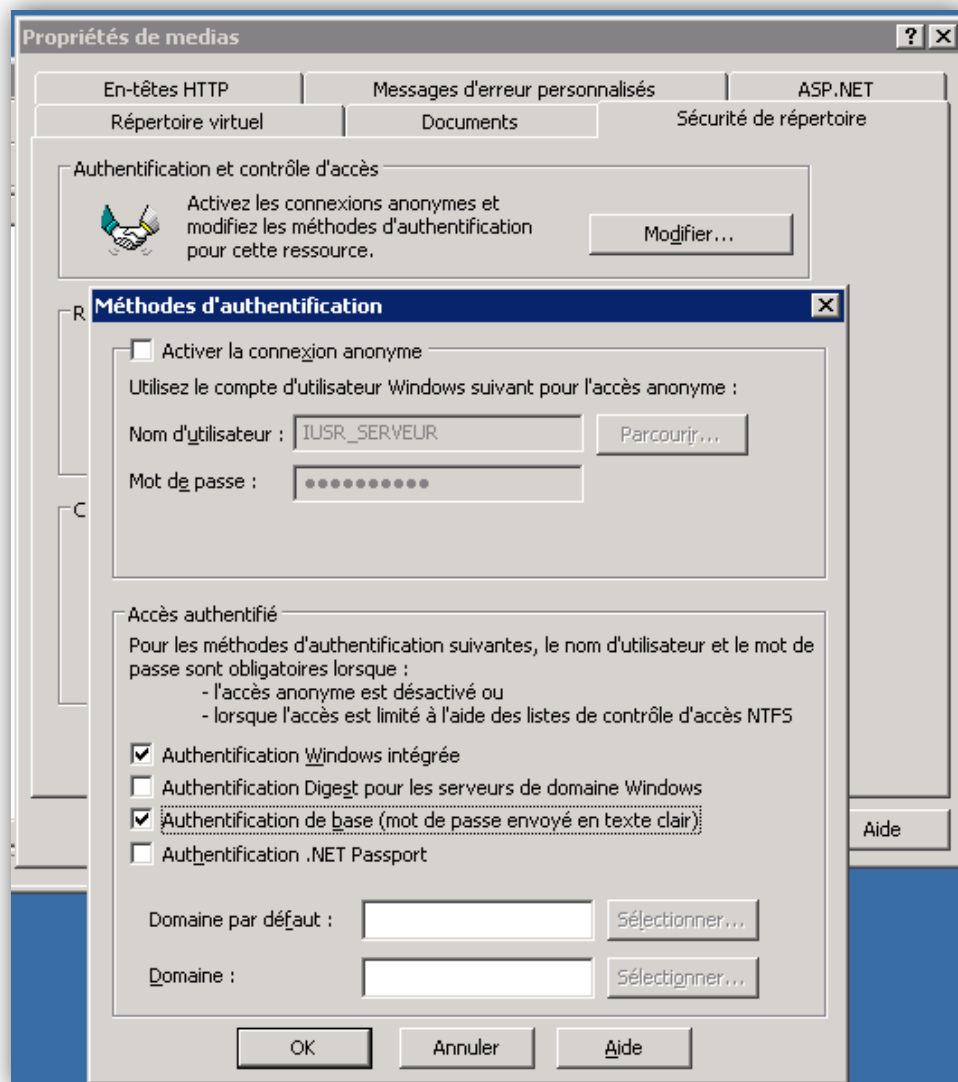 Propriétés de medias
En-têtes HTTP
Messages d'erreur personnalisés
ASP.NET
Répertoire virtuel
Documents
Sécurité de répertoire
Authentification et contrôle d'accès
Activez les connexions anonymes et
modifiez les méthodes d'authentification
pour cette ressource.
Modifier...
R
Méthodes d'authentification
Activer la connexion anonyme
Utilisez le compte d'utilisateur Windows suivant pour l'accès anonyme :
Nom d'utilisateur :
IUSR_SERVEUR
Parcourir...
Mot de passe :
●●●●●●●●●●
C
Accès authentifié
Pour les méthodes d'authentification suivantes, le nom d'utilisateur et le mot de
passe sont obligatoires lorsque :
- l'accès anonyme est désactivé ou
- lorsque l'accès est limité à l'aide des listes de contrôle d'accès NTFS
Authentification Windows intégrée
Authentification Digest pour les serveurs de domaine Windows
Authentification de base (mot de passe envoyé en texte clair)
Aide
Authentification .NET Passport
Domaine par défaut :
Sélectionner...
Domaine :
Sélectionner...
OK
Annuler
Aide